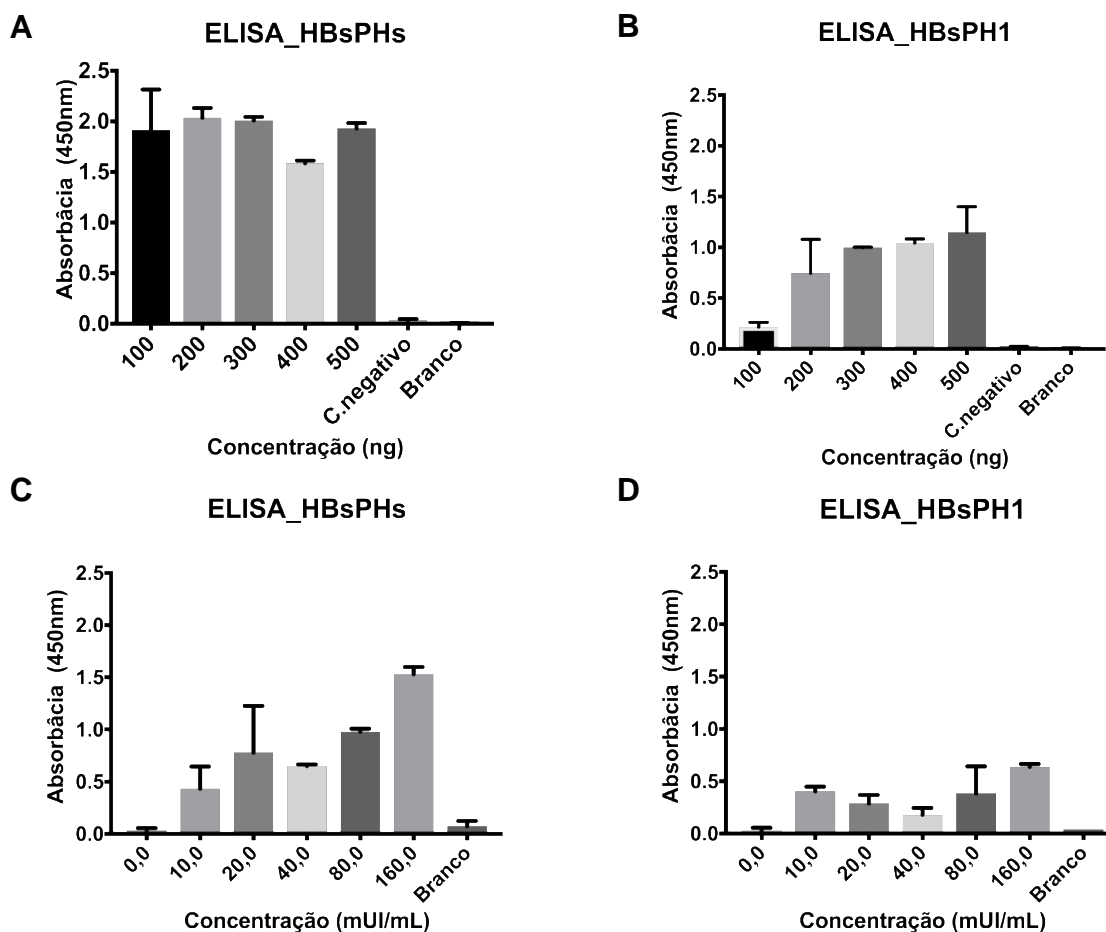 A
ELISA_HBsPHs
Absorbâcia (450nm)
2.5
2.0
1.5
1.0
0.5
0.0
100
200
300
400
500
C.negativo
Branco
Concentração (ng)
B
ELISA_HBsPH1
Absorbâcia (450nm)
2.5
2.0
1.5
1.0
0.5
0.0
100
200
300
400
500
C.negativo
Branco
Concentração (ng)
C
ELISA_HBsPHs
Absorbâcia (450nm)
2.5
2.0
1.5
1.0
0.5
0.0
0,0
10,0
20,0
40,0
80,0
160,0
Branco
Concentração (mUI/mL)
D
ELISA_HBsPH1
Absorbâcia (450nm)
2.5
2.0
1.5
1.0
0.5
0.0
0,0
10,0
20,0
40,0
80,0
160,0
Branco
Concentração (mUI/mL)